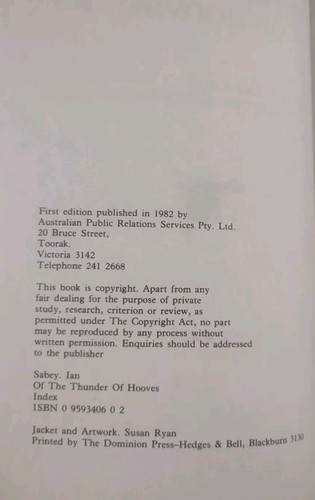 First edition published in 1982 by
Australian Public Relations Services Pty. Ltd.
20 Bruce Street,
Toorak.
Victoria 3142
Telephone 241 2668
This book is copyright. Apart from any
fair dealing for the purpose of private
study, research, criterion or review, as
permitted under The Copyright Act, no part
may be reproduced by any process without
written permission. Enquiries should be addressed
to the publisher
Sabey. Ian
Of The Thunder Of Hooves
Index
ISBN 0 9593406 0 2
Jacket and Artwork. Susan Ryan
Printed by The Dominion Press–Hedges & Bell, Blackburn 3130